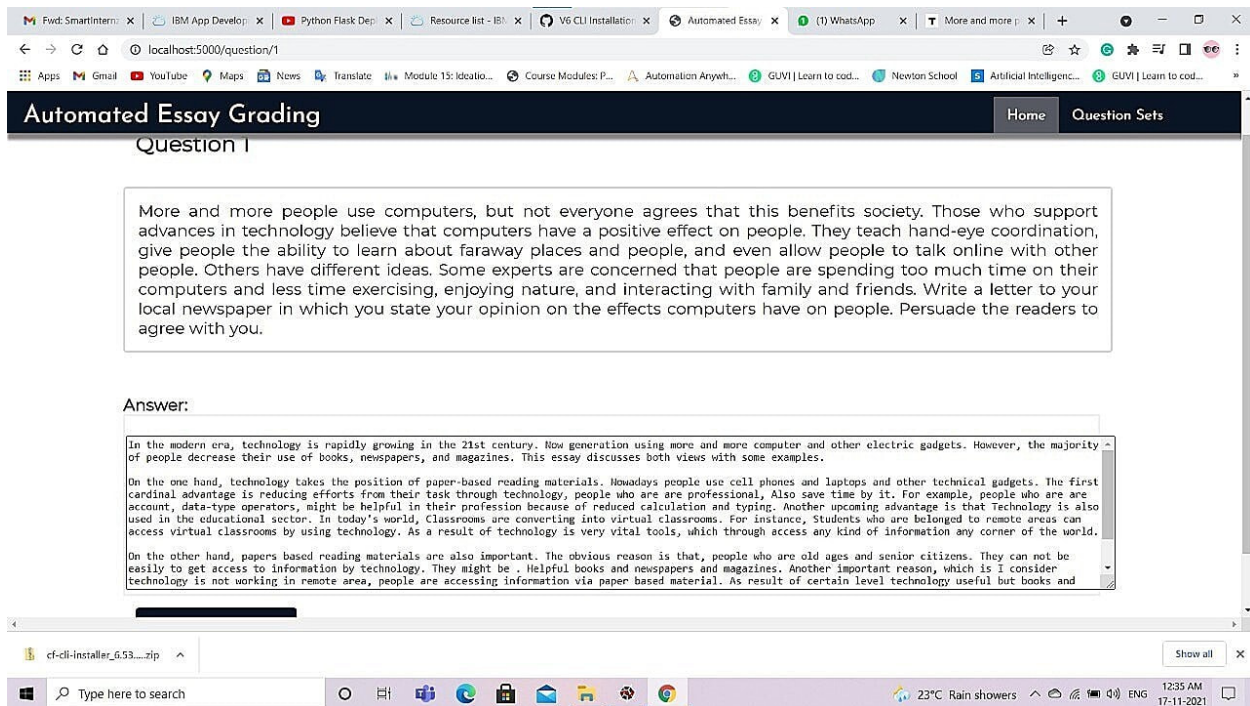 Fwd: SmartIntern
IBM App Develop
Python Flask Dep
Resource list - IB
V6 CLI Installation
Automated Essay
(1) WhatsApp
More and more p
localhost:5000/question/1
Apps
Gmail
YouTube
Maps
News
Translate
Module 15: Ideatio...
Course Modules: P...
Automation Anywh...
GUVI | Learn to cod...
Newton School
Artificial Intelligenc...
GUVI | Learn to cod...
Automated Essay Grading
Home
Question Sets
Question 1
More and more people use computers, but not everyone agrees that this benefits society. Those who support
advances in technology believe that computers have a positive effect on people. They teach hand-eye coordination,
give people the ability to learn about faraway places and people, and even allow people to talk online with other
people. Others have different ideas. Some experts are concerned that people are spending too much time on their
computers and less time exercising, enjoying nature, and interacting with family and friends. Write a letter to your
local newspaper in which you state your opinion on the effects computers have on people. Persuade the readers to
agree with you.
Answer:
In the modern era, technology is rapidly growing in the 21st century. Now generation using more and more computer and other electric gadgets. However, the majority
of people decrease their use of books, newspapers, and magazines. This essay discusses both views with some examples.
On the one hand, technology takes the position of paper-based reading materials. Nowadays people use cell phones and laptops and other technical gadgets. The first
cardinal advantage is reducing efforts from their task through technology, people who are are professional, Also save time by it. For example, people who are are
account, data-type operators, might be helpful in their profession because of reduced calculation and typing. Another upcoming advantage is that Technology is also
used in the educational sector. In today's world, Classrooms are converting into virtual classrooms. For instance, Students who are belonged to remote areas can
access virtual classrooms by using technology. As a result of technology is very vital tools, which through access any kind of information any corner of the world.
On the other hand, papers based reading materials are also important. The obvious reason is that, people who are old ages and senior citizens. They can not be
easily to get access to information by technology. They might be . Helpful books and newspapers and magazines. Another important reason, which is I consider
technology is not working in remote area, people are accessing information via paper based material. As result of certain level technology useful but books and
cf-cli-installer_6.53.....zip
Show all
Type here to search
23°C Rain showers
ENG
12:35 AM
17-11-2021